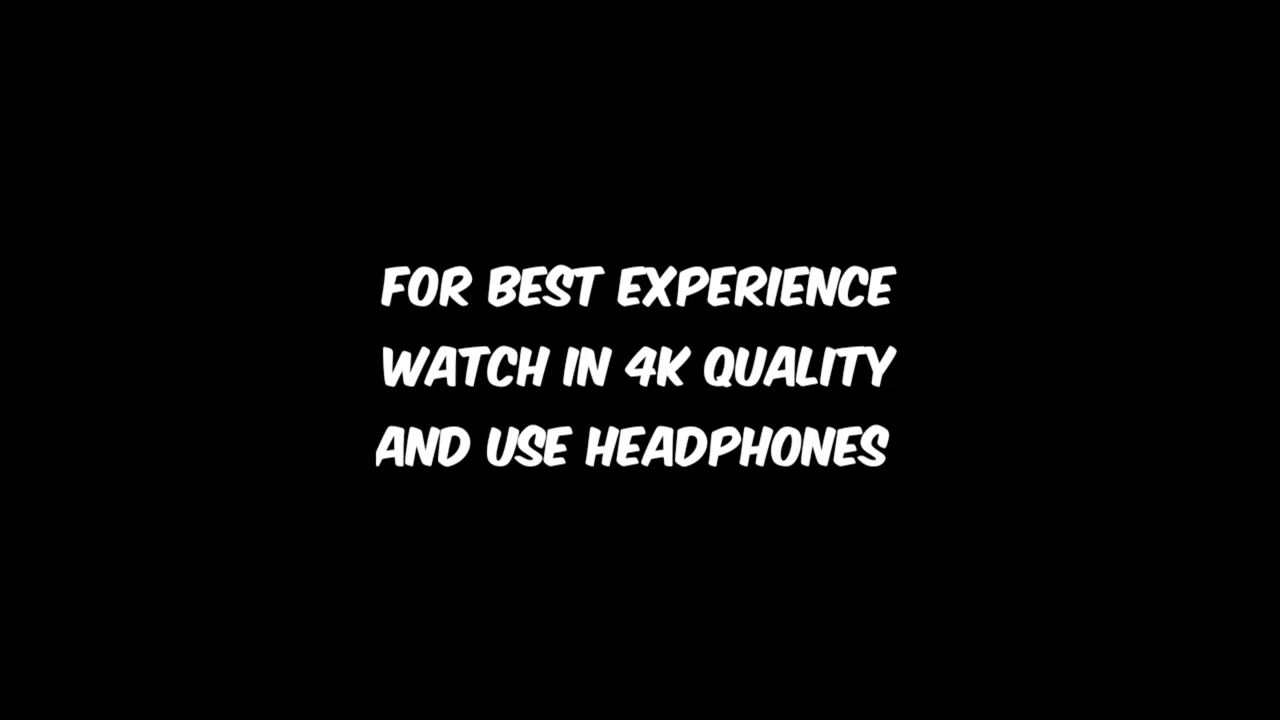 FOR BEST EXPERIENCE
WATCH IN 4K QUALITY
AND USE HEADPHONES